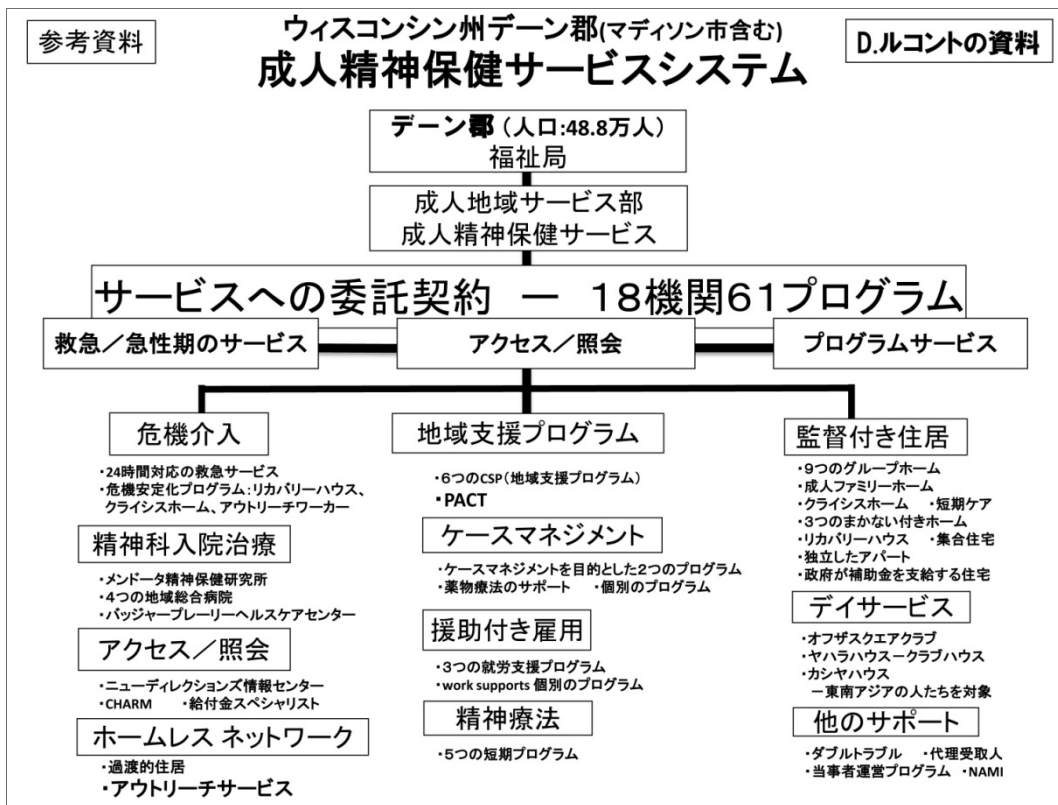 参考資料
ウィスコンシン州デーン郡(マディソン市含む)
成人精神保健サービスシステム
D.ルコントの資料
デーン郡（人口:48.8万人）
福祉局
成人地域サービス部
成人精神保健サービス
サービスへの委託契約 － 18機関61プログラム
救急／急性期のサービス
アクセス／照会
プログラムサービス
危機介入
・24時間対応の救急サービス
・危機安定化プログラム：リカバリーハウス、
クライシスホーム、アウトリーチワーカー
精神科入院治療
・メンドータ精神保健研究所
・4つの地域総合病院
・バッジャープレーリーヘルスケアセンター
アクセス／照会
・ニューディレクションズ情報センター
・CHARM ・給付金スペシャリスト
ホームレス ネットワーク
・過渡的住居
・アウトリーチサービス
地域支援プログラム
・6つのCSP（地域支援プログラム）
・PACT
ケースマネジメント
・ケースマネジメントを目的とした2つのプログラム
・薬物療法のサポート ・個別のプログラム
援助付き雇用
・3つの就労支援プログラム
・work supports 個別のプログラム
精神療法
・5つの短期プログラム
監督付き住居
・9つのグループホーム
・成人ファミリーホーム
・クライシスホーム ・短期ケア
・3つのまかない付きホーム
・リカバリーハウス ・集合住宅
・独立したアパート
・政府が補助金を支給する住宅
デイサービス
・オフザスクエアクラブ
・ヤハラハウスークラブハウス
・カシヤハウス
－東南アジアの人たちを対象
他のサポート
・ダブルトラブル ・代理受取人
・当事者運営プログラム ・NAMI